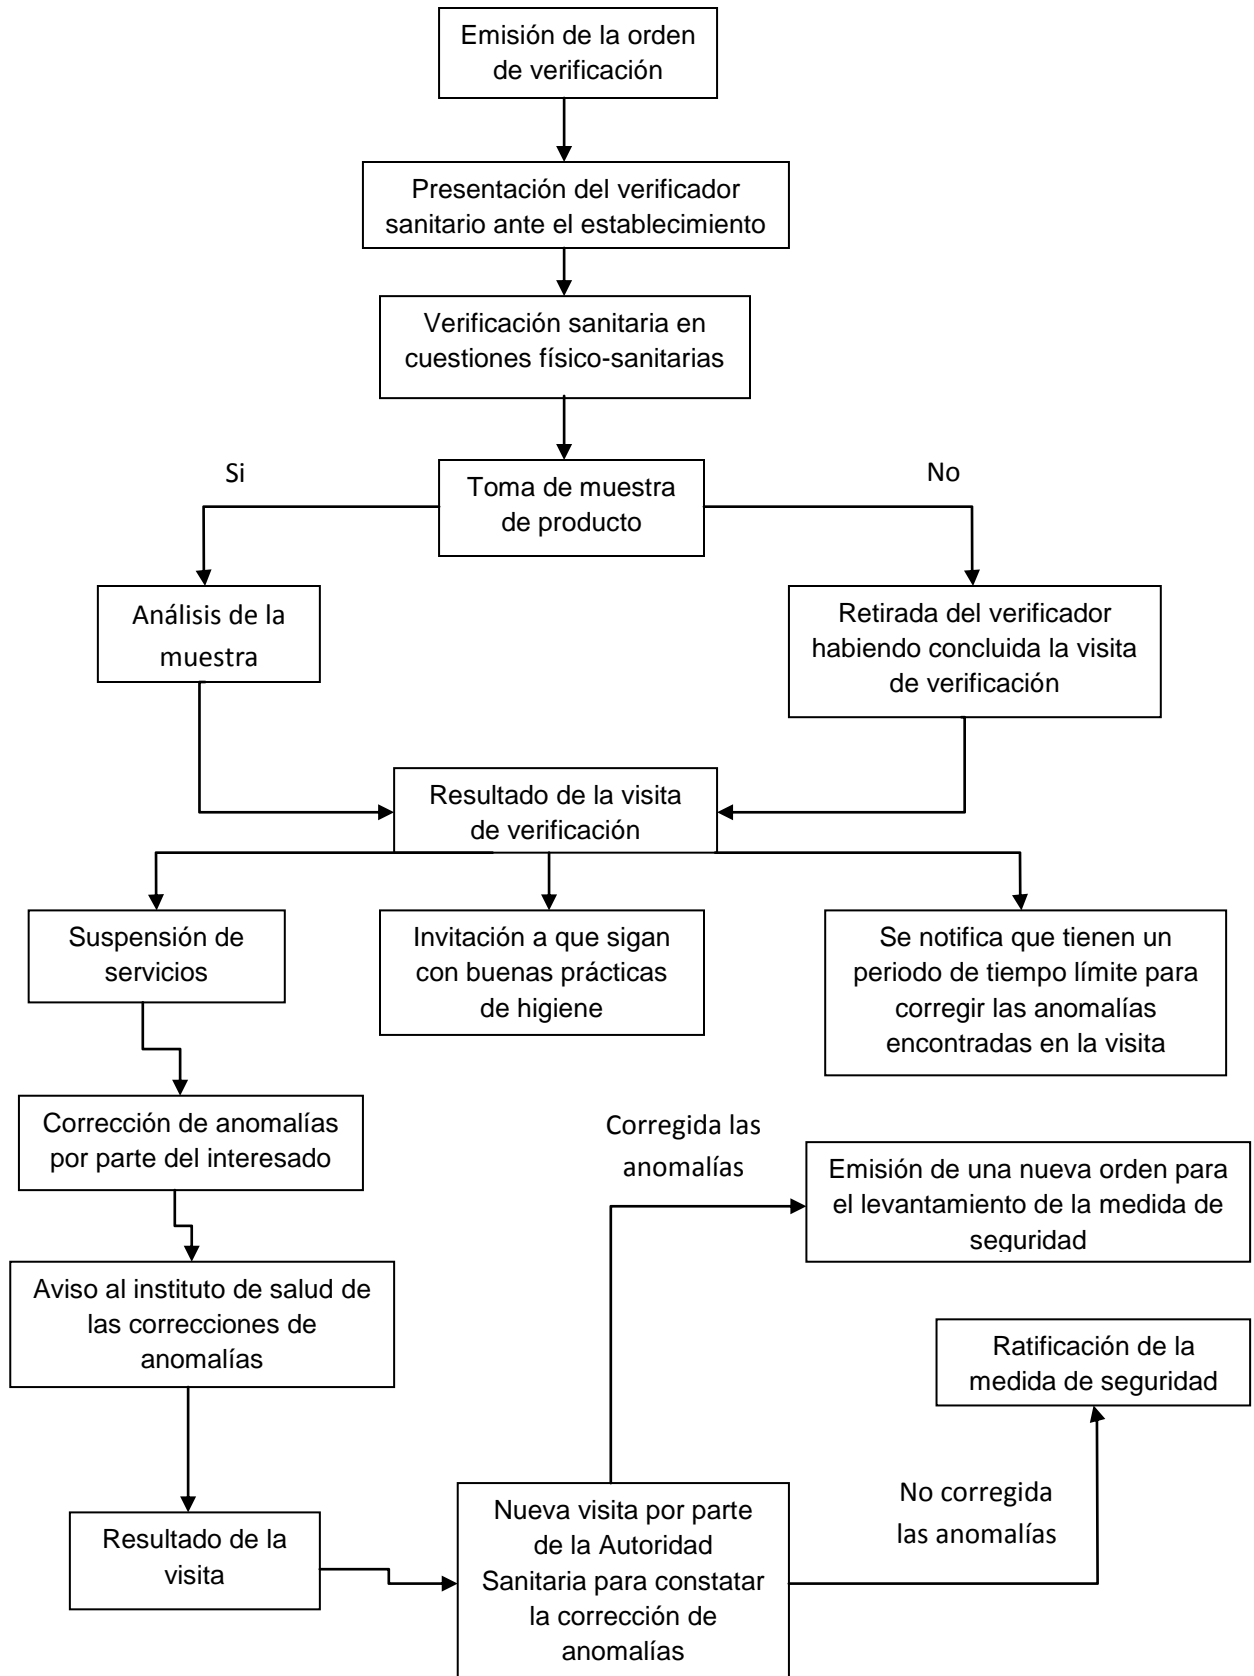 Emisión de la orden
de verificación
Presentación del verificador
sanitario ante el establecimiento
Verificación sanitaria en
cuestiones físico-sanitarias
Si
No
Toma de muestra
de producto
Análisis de la
muestra
Retirada del verificador
habiendo concluida la visita
de verificación
Resultado de la visita
de verificación
Suspensión de
servicios
Invitación a que sigan
con buenas prácticas
de higiene
Se notifica que tienen un
periodo de tiempo límite para
corregir las anomalías
encontradas en la visita
Corrección de anomalías
por parte del interesado
Corregida las
anomalías
Emisión de una nueva orden para
el levantamiento de la medida de
seguridad
Aviso al instituto de salud de
las correcciones de
anomalías
Ratificación de la
medida de seguridad
No corregida
las anomalías
Resultado de la
visita
Nueva visita por parte
de la Autoridad
Sanitaria para constatar
la corrección de
anomalías